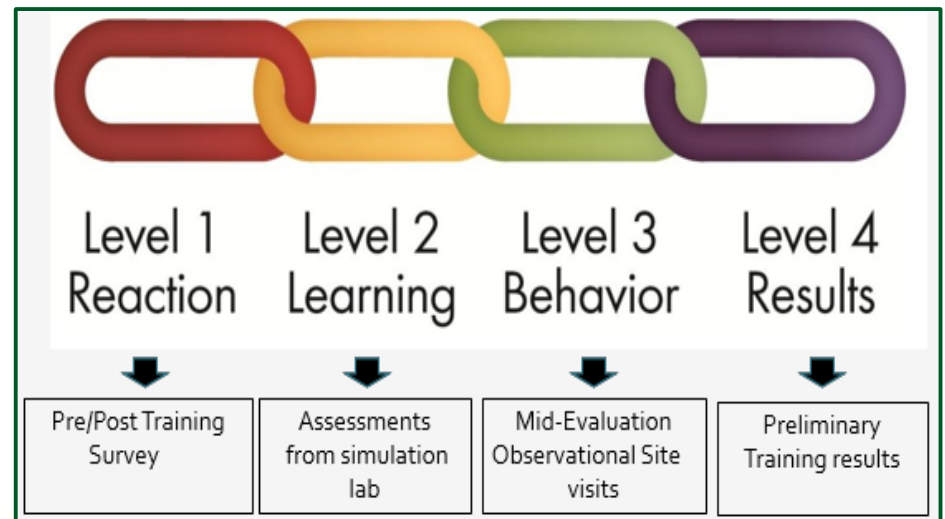 Level 1
Reaction
Level 2
Learning
Level 3
Behavior
Level 4
Results
Pre/Post Training
Survey
Assessments
from simulation
lab
Mid-Evaluation
Observational Site
visits
Preliminary
Training results